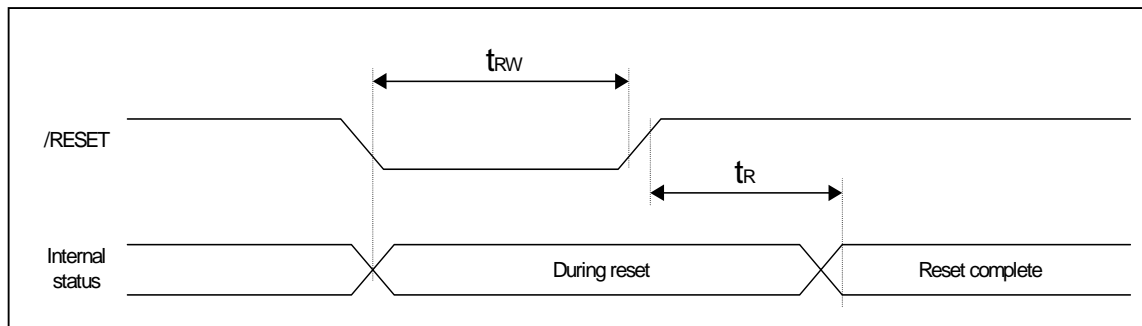 tRW
/RESET
tR
Internal
status
During reset
Reset complete